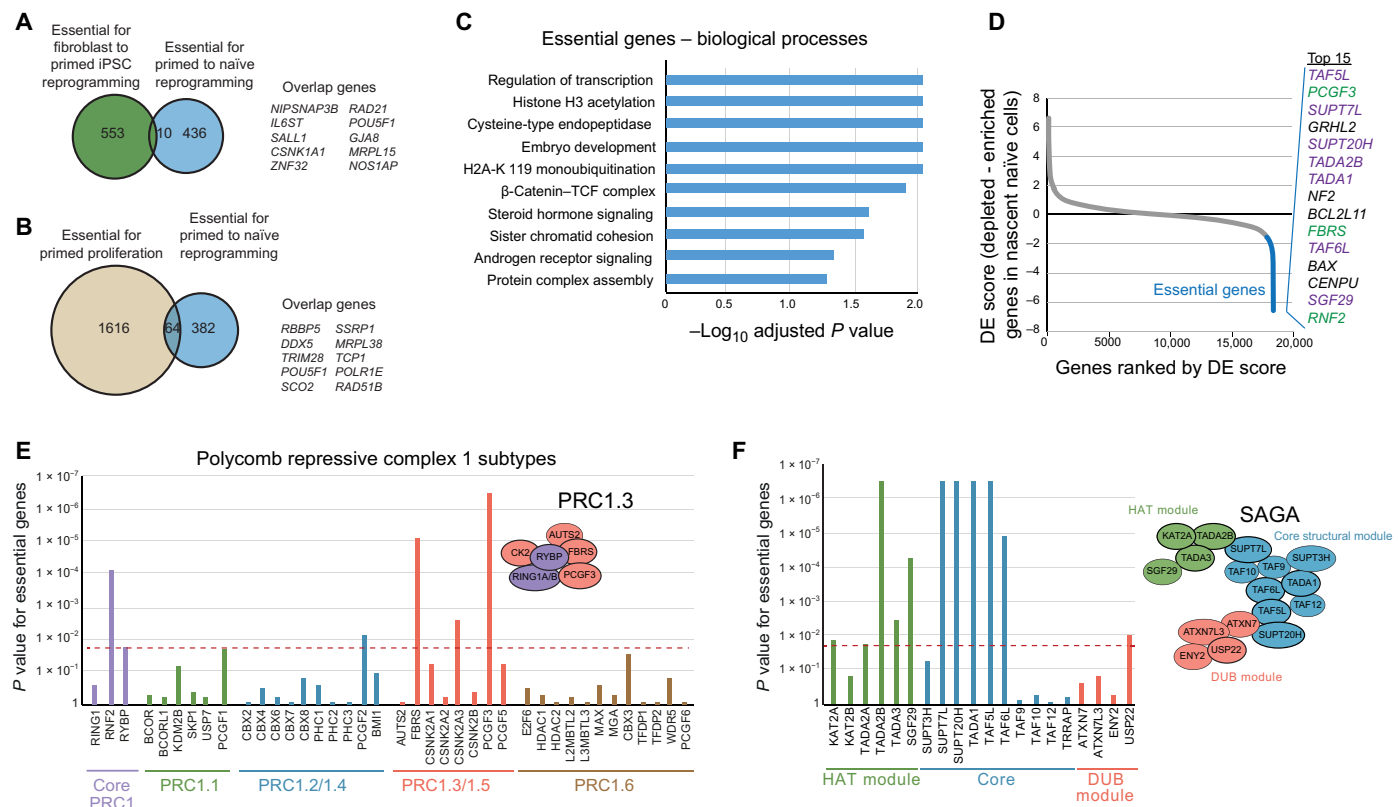 A
Essential for
fibroblast to
primed iPSC
reprogramming
Essential for
primed to naïve
reprogramming
553
10
436
Overlap genes
NIPSNAP3B RAD21
IL6ST POU5F1
SALL1 GJA8
CSNK1A1 MRPL15
ZNF32 NOS1AP
B
Essential for
primed proliferation
Essential for
primed to naïve
reprogramming
1616
64
382
Overlap genes
RBBP5 SSRP1
DDX5 MRPL38
TRIM28 TCP1
POU5F1 POLR1E
SCO2 RAD51B
C
Essential genes – biological processes
Regulation of transcription
Histone H3 acetylation
Cysteine-type endopeptidase
Embryo development
H2A-K 119 monoubiquitination
β-Catenin–TCF complex
Steroid hormone signaling
Sister chromatid cohesion
Androgen receptor signaling
Protein complex assembly
0 0.5 1.0 1.5 2.0
–Log10 adjusted P value
D
DE score (depleted - enriched
genes in nascent naïve cells)
8
6
4
2
0
−2
−4
−6
−8
0 5000 10,000 15,000 20,000
Genes ranked by DE score
Essential genes
Top 15
TAF5L
PCGF3
SUPT7L
GRHL2
SUPT20H
TADA2B
TADA1
NF2
BCL2L11
FBRS
TAF6L
BAX
CENPU
SGF29
RNF2
E
Polycomb repressive complex 1 subtypes
P value for essential genes
1 × 10−7
1 × 10−6
1 × 10−5
1 × 10−4
1 × 10−3
1 × 10−2
1 × 10−1
1
PRC1.3
AUTS2
CK2
RYBP
FBRS
RING1A/B
PCGF3
RING1
RNF2
RYBP
BCOR
BCORL1
KDM2B
SKP1
USP7
PCGF1
CBX2
CBX4
CBX6
CBX7
CBX8
PHC1
PHC2
PHC3
PCGF2
BMI1
AUTS2
FBRS
CSNK2A1
CSNK2A2
CSNK2A3
CSNK2B
PCGF3
PCGF5
E2F6
HDAC1
HDAC2
L2MBTL2
L3MBTL3
MAX
MGA
CBX3
TFDP1
TFDP2
WDR5
PCGF6
Core
PRC1
PRC1.1
PRC1.2/1.4
PRC1.3/1.5
PRC1.6
F
P value for essential genes
1 × 10−7
1 × 10−6
1 × 10−5
1 × 10−4
1 × 10−3
1 × 10−2
1 × 10−1
1
KAT2A
KAT2B
TADA2A
TADA2B
TADA3
SGF29
SUPT3H
SUPT7L
SUPT20H
TADA1
TAF5L
TAF6L
TAF9
TAF10
TAF12
TRRAP
ATXN7
ATXN7L3
ENY2
USP22
HAT module
Core
DUB
module
HAT module
SAGA
Core structural module
KAT2A
TADA2B
TADA3
SGF29
SUPT7L
TAF10
TAF9
SUPT3H
TAF6L
TADA1
TAF12
TAF5L
SUPT20H
ATXN7L3
ATXN7
ENY2
USP22
DUB module